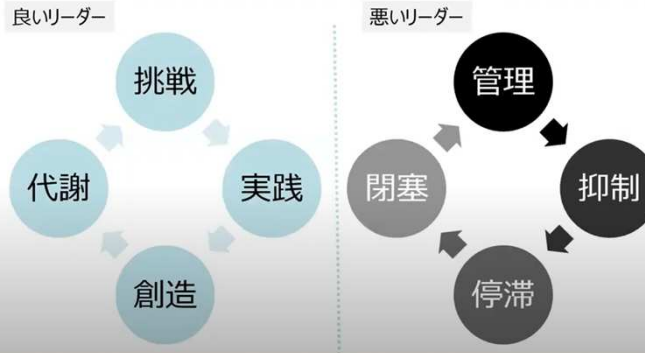 良いリーダー
挑戦
実践
創造
代謝
悪いリーダー
管理
抑制
停滞
閉塞